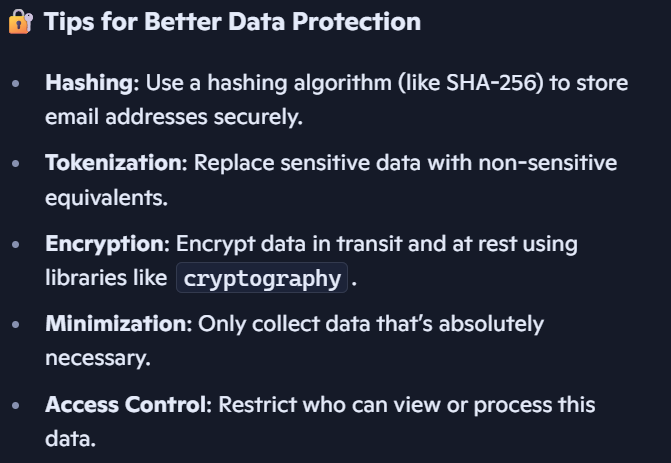 🔐 Tips for Better Data Protection
• Hashing: Use a hashing algorithm (like SHA-256) to store
email addresses securely.
• Tokenization: Replace sensitive data with non-sensitive
equivalents.
• Encryption: Encrypt data in transit and at rest using
libraries like cryptography.
• Minimization: Only collect data that’s absolutely
necessary.
• Access Control: Restrict who can view or process this
data.